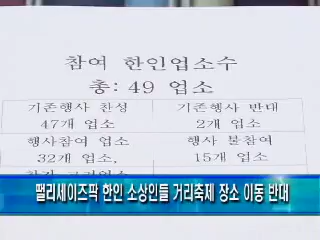 참여 한인업소수
총: 49 업소
기존행사 찬성 기존행사 반대
47개 업소 2개 업소
행사참여 업소 행사 불참여
32개 업소, 15개 업소
팰리세이즈팍 한인 소상인들 거리축제 장소 이동 반대